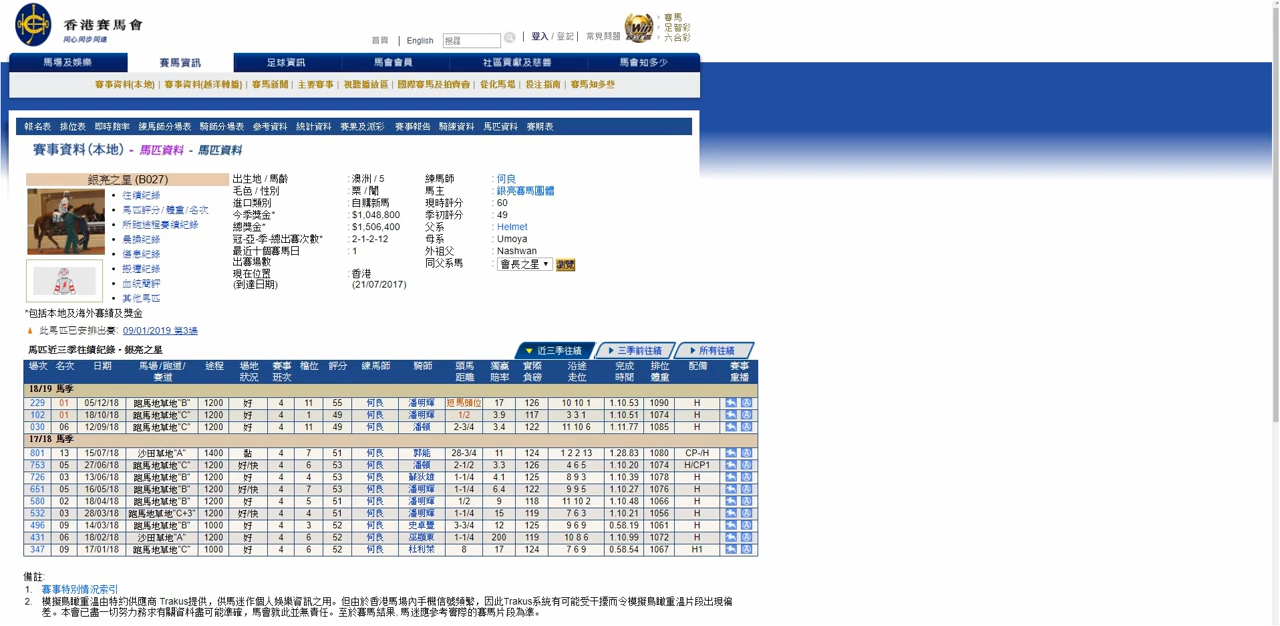 香港賽馬會
同心同步同進
首頁 | English 搜尋 | 登入 / 登記 | 常見問題
賽馬
足智彩
六合彩
馬場及娛樂 賽馬資訊 足球資訊 馬會會員 社區貢獻及慈善 馬會知多少
賽事資料(本地) | 賽事資料(越洋轉播) | 賽馬新聞 | 主要賽事 | 視聽播放區 | 國際賽馬及拍賣會 | 從化馬場 | 投注指南 | 賽馬知多些
報名表 排位表 即時賠率 練馬師分場表 騎師分場表 參考資料 統計資料 賽果及派彩 賽事報告 騎練資料 馬匹資料 賽期表
賽事資料(本地) - 馬匹資料 - 馬匹資料
銀亮之星 (B027)
往績紀錄
馬匹評分/體重/名次
所跑途程賽績紀錄
晨操紀錄
傷患紀錄
搬遷紀錄
血統簡評
其他馬匹
出生地 / 馬齡 : 澳洲 / 5 練馬師 : 何良
毛色 / 性別 : 栗 / 閹 馬主 : 銀亮賽馬團體
進口類別 : 自購新馬 現時評分 : 60
今季獎金* : $1,048,800 季初評分 : 49
總獎金* : $1,506,400 父系 : Helmet
冠-亞-季-總出賽次數* : 2-1-2-12 母系 : Umoya
最近十個賽馬日 : 1 外祖父 : Nashwan
出賽場數 同父系馬 : 會長之星 瀏覽
現在位置 : 香港
(到達日期) (21/07/2017)
*包括本地及海外賽績及獎金
此馬匹已安排出賽: 09/01/2019 第3場
馬匹近三季往績紀錄 - 銀亮之星 近三季往績 三季前往績 所有往績
場次 名次 日期 馬場/跑道/ 途程 場地 賽事 檔位 評分 練馬師 騎師 頭馬 獨贏 實際 沿途 完成 排位 配備 賽事
賽道 狀況 班次 距離 賠率 負磅 走位 時間 體重 重播
18/19 馬季
229 01 05/12/18 跑馬地草地"B" 1200 好 4 11 55 何良 潘明輝 短馬頭位 17 126 10 10 1 1.10.53 1090 H
102 01 18/10/18 跑馬地草地"C" 1200 好 4 1 49 何良 潘明輝 1/2 3.9 117 3 3 1 1.10.51 1074 H
030 06 12/09/18 跑馬地草地"C" 1200 好 4 11 49 何良 潘頓 2-3/4 3.4 122 11 10 6 1.11.77 1085 H
17/18 馬季
801 13 15/07/18 沙田草地"A" 1400 黏 4 7 51 何良 郭能 28-3/4 11 124 1 2 2 13 1.28.83 1080 CP-/H
753 05 27/06/18 跑馬地草地"C" 1200 好/快 4 6 53 何良 潘頓 2-1/2 3.3 126 4 6 5 1.10.20 1074 H/CP1
726 03 13/06/18 跑馬地草地"B" 1200 好 4 4 53 何良 蘇狄雄 1-1/4 4.1 125 8 9 3 1.10.39 1078 H
651 05 16/05/18 跑馬地草地"B" 1200 好/快 4 7 53 何良 潘明輝 1-1/4 6.4 122 9 9 5 1.10.27 1076 H
580 02 18/04/18 跑馬地草地"B" 1200 好 4 5 51 何良 潘明輝 1/2 9 118 11 10 2 1.10.48 1066 H
532 03 28/03/18 跑馬地草地"C+3" 1200 好/快 4 4 51 何良 潘明輝 1-1/4 15 119 7 6 3 1.10.21 1056 H
496 09 14/03/18 跑馬地草地"B" 1000 好 4 3 52 何良 史卓豐 3-3/4 12 125 9 6 9 0.58.19 1061 H
431 06 18/02/18 沙田草地"A" 1200 好 4 6 52 何良 巫顯東 1-1/4 200 119 10 8 6 1.10.99 1072 H
347 09 17/01/18 跑馬地草地"C" 1000 好 4 6 52 何良 杜利萊 8 17 124 7 6 9 0.58.54 1067 H1
備註:
1. 賽事特別情況索引
2. 模擬鳥瞰重溫由特約供應商 Trakus提供，供馬迷作個人娛樂資訊之用。但由於香港馬場內手機信號頻繁，因此Trakus系統有可能受干擾而令模擬鳥瞰重溫片段出現偏
差。本會已盡一切努力務求有關資料盡可能準確，馬會就此並無責任。至於賽馬結果, 馬迷應參考實際的賽馬片段為準。